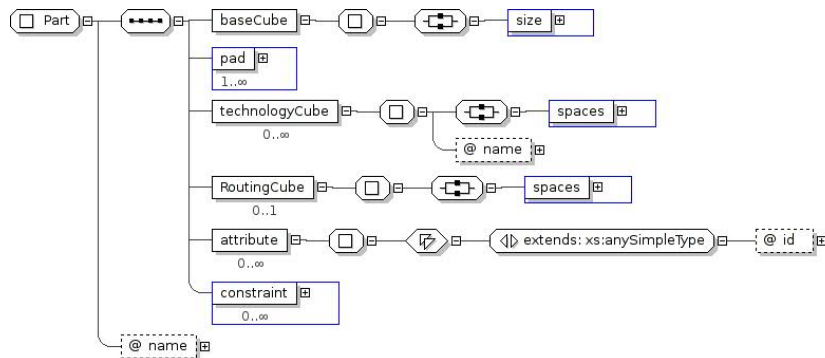 Part
baseCube
size
pad
1..∞
technologyCube
spaces
0..∞
@ name
RoutingCube
spaces
0..1
attribute
extends: xs:anySimpleType
@ id
0..∞
constraint
0..∞
@ name